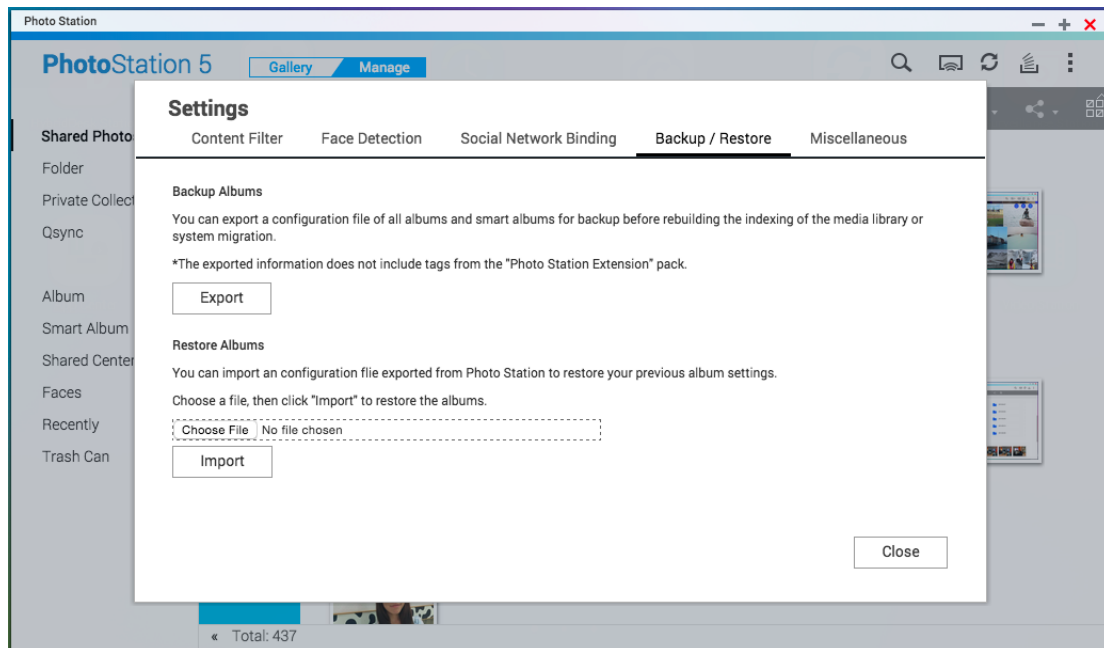 Photo Station
PhotoStation 5
Gallery
Manage
Settings
Content Filter
Face Detection
Social Network Binding
Backup / Restore
Miscellaneous
Shared Photo
Folder
Private Collect
Qsync
Album
Smart Album
Shared Center
Faces
Recently
Trash Can
Backup Albums
You can export a configuration file of all albums and smart albums for backup before rebuilding the indexing of the media library or
system migration.
*The exported information does not include tags from the "Photo Station Extension" pack.
Export
Restore Albums
You can import an configuration flie exported from Photo Station to restore your previous album settings.
Choose a file, then click "Import" to restore the albums.
Choose File No file chosen
Import
Close
« Total: 437